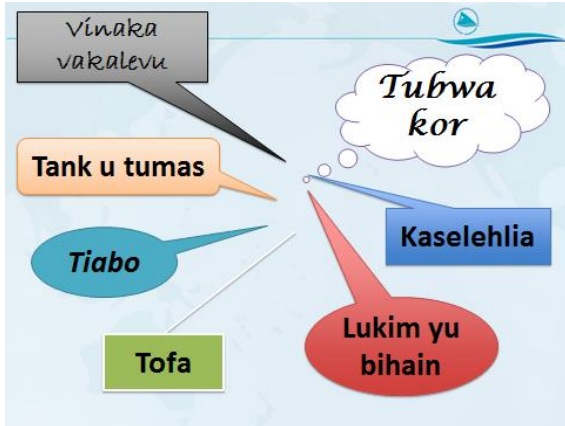 Vinaka
vakalevu
Tubwa
kor
Tank u tumas
Kaselehlia
Tiabo
Lukim yu
bihain
Tofa